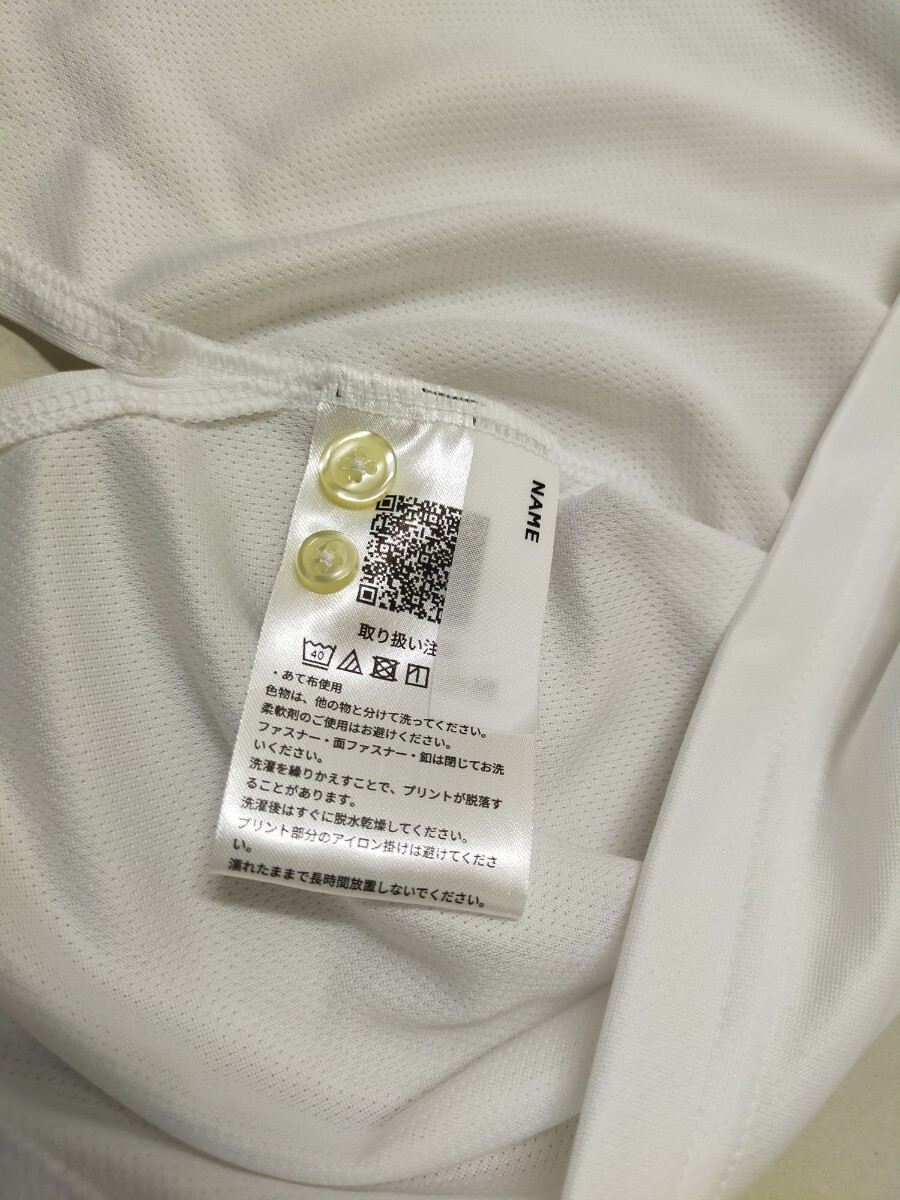 L
NAME
取り扱い注
40
・あて布使用
色物は、他の物と分けて洗ってください。
柔軟剤のご使用はお避けください。
ファスナー・面ファスナー・釦は閉じてお洗
いください。
洗濯を繰りかえすことで、プリントが脱落す
ることがあります。
洗濯後はすぐに脱水乾燥してください。
プリント部分のアイロン掛けは避けてくださ
い。
濡れたままで長時間放置しないでください。